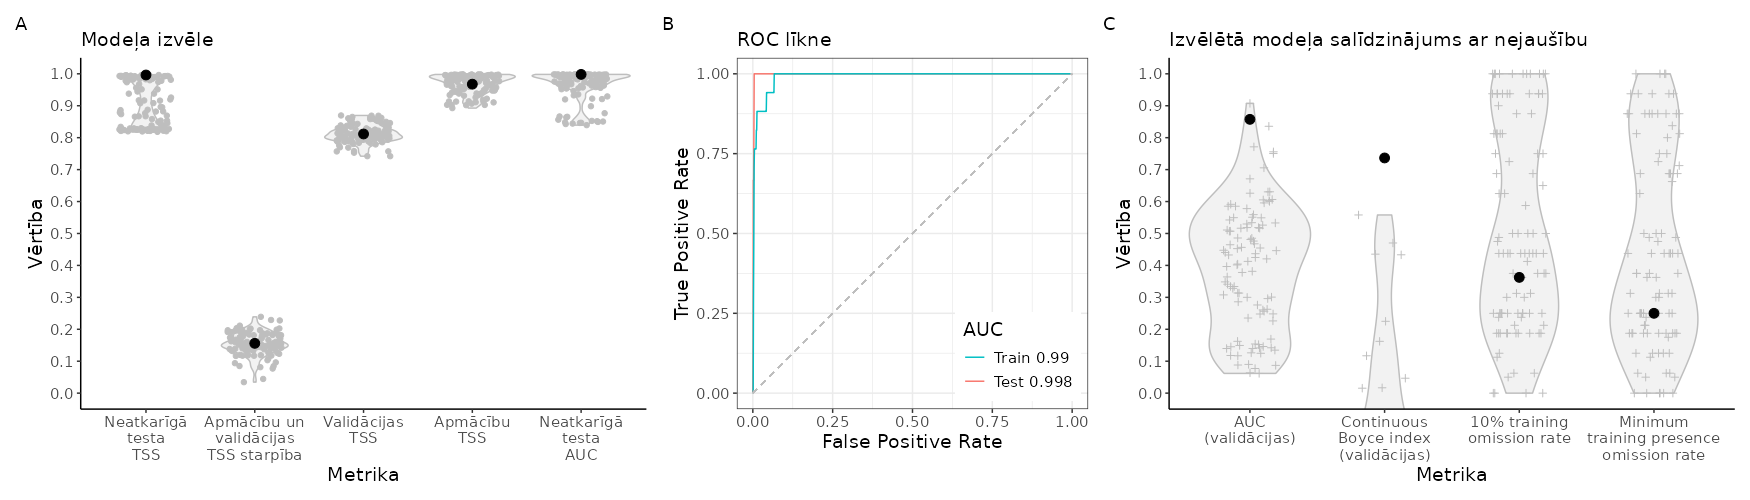 A
Modeļa izvēle
Vērtība
1.0
0.9
0.8
0.7
0.6
0.5
0.4
0.3
0.2
0.1
0.0
Neatkarīgā
testa
TSS
Apmācību un
validācijas
TSS starpība
Validācijas
TSS
Apmācību
TSS
Neatkarīgā
testa
AUC
Metrika
B
ROC līkne
True Positive Rate
1.00
0.75
0.50
0.25
0.00
AUC
Train 0.99
Test 0.998
0.00
0.25
0.50
0.75
1.00
False Positive Rate
C
Izvēlētā modeļa salīdzinājums ar nejaušību
Vērtība
1.0
0.9
0.8
0.7
0.6
0.5
0.4
0.3
0.2
0.1
0.0
AUC
(validācijas)
Continuous
Boyce index
(validācijas)
10% training
omission rate
Minimum
training presence
omission rate
Metrika